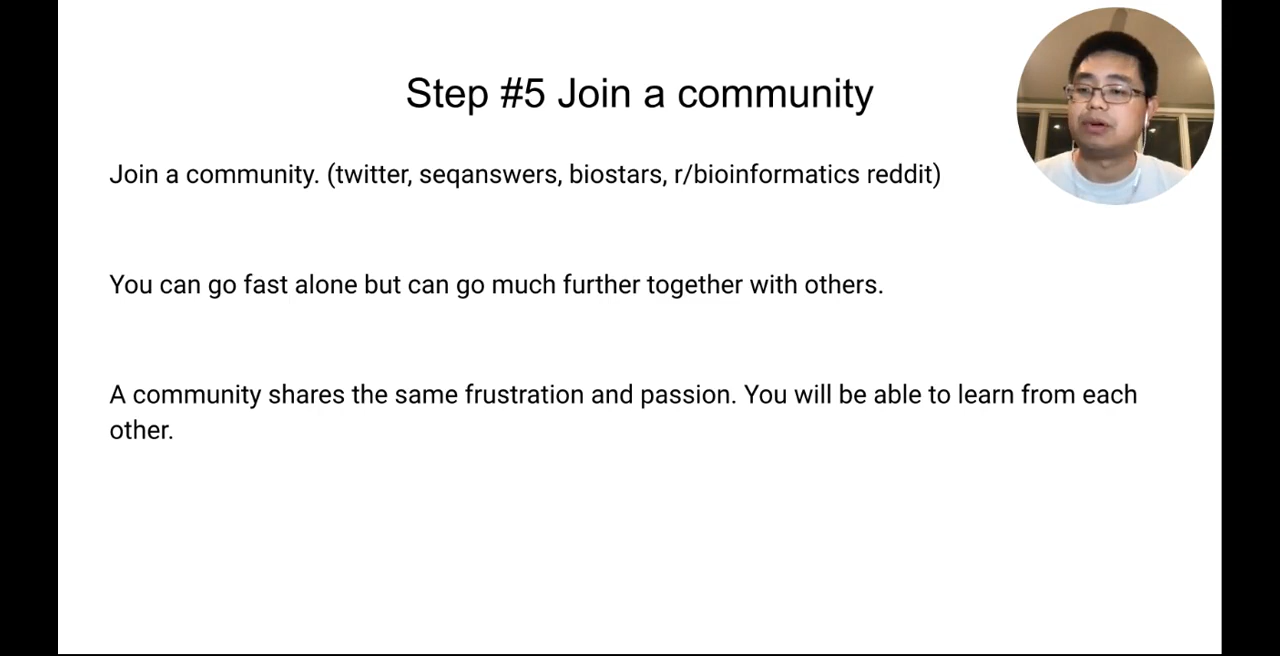 Step #5 Join a community
Join a community. (twitter, seqanswers, biostars, r/bioinformatics reddit)
You can go fast alone but can go much further together with others.
A community shares the same frustration and passion. You will be able to learn from each
other.